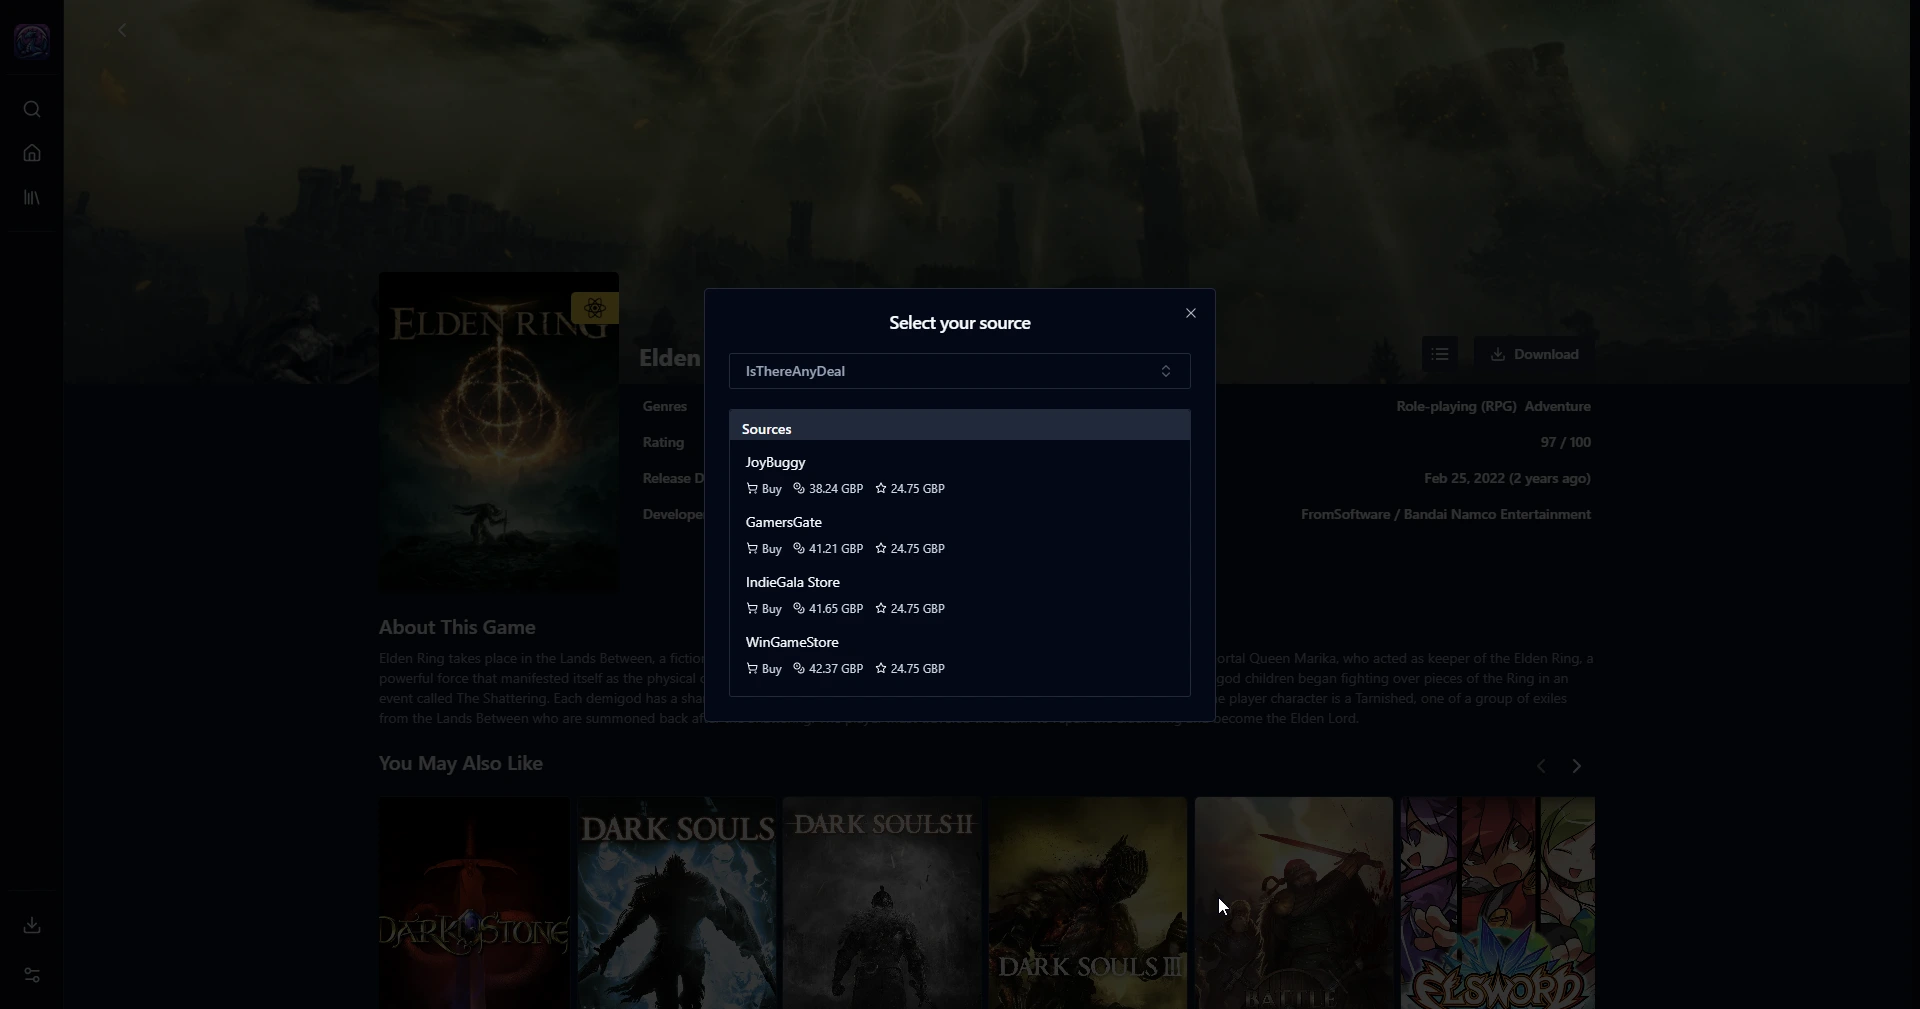 ELDEN RING
Elden
Download
Select your source
IsThereAnyDeal
Sources
JoyBuggy
Buy 38.24 GBP 24.75 GBP
GamersGate
Buy 41.21 GBP 24.75 GBP
IndieGala Store
Buy 41.65 GBP 24.75 GBP
WinGameStore
Buy 42.37 GBP 24.75 GBP
Genres
Role-playing (RPG) Adventure
Rating
97 / 100
Release D
Feb 25, 2022 (2 years ago)
Develope
FromSoftware / Bandai Namco Entertainment
About This Game
Elden Ring takes place in the Lands Between, a fiction ortal Queen Marika, who acted as keeper of the Elden Ring, a
powerful force that manifested itself as the physical god children began fighting over pieces of the Ring in an
event called The Shattering. Each demigod has a sha player character is a Tarnished, one of a group of exiles
from the Lands Between who are summoned back become the Elden Lord.
You May Also Like
DARKSTONE
DARK SOULS
DARK SOULS II
DARK SOULS III
BATTLE
ELSWORD